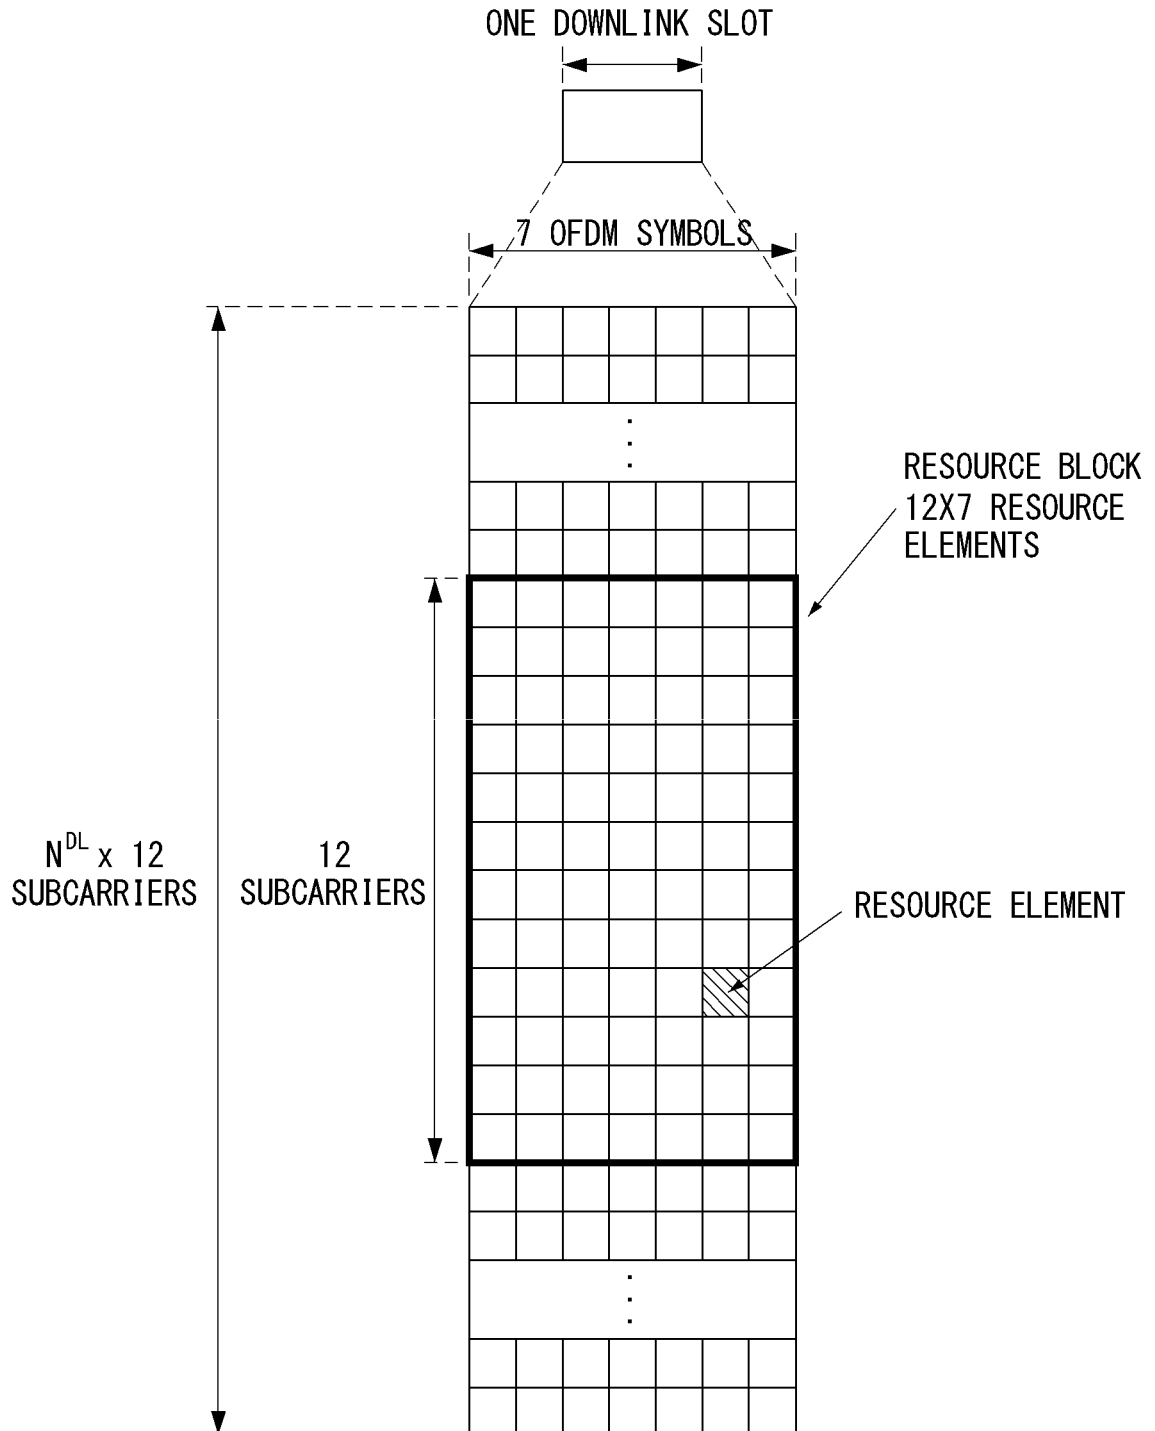 ONE DOWNLINK SLOT
7 OFDM SYMBOLS
RESOURCE BLOCK
12X7 RESOURCE
ELEMENTS
N^DL x 12
SUBCARRIERS
12
SUBCARRIERS
RESOURCE ELEMENT